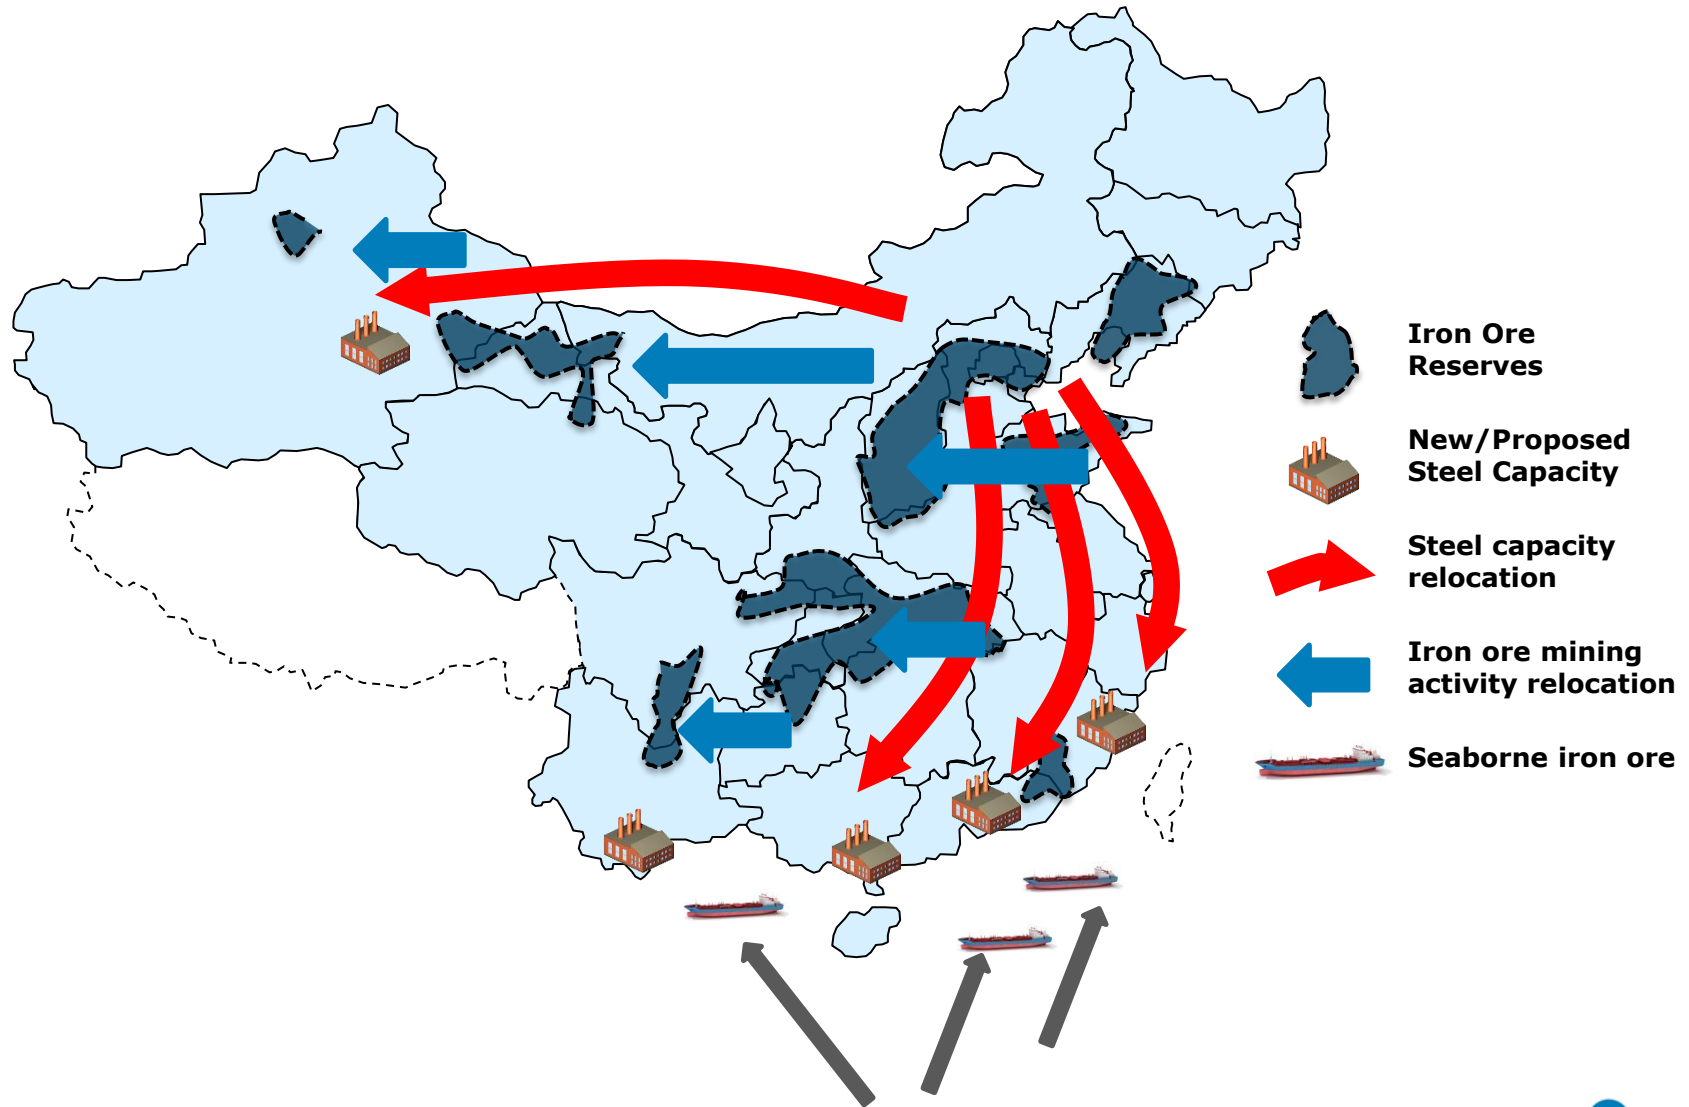 Iron Ore
Reserves
New/Proposed
Steel Capacity
Steel capacity
relocation
Iron ore mining
activity relocation
Seaborne iron ore